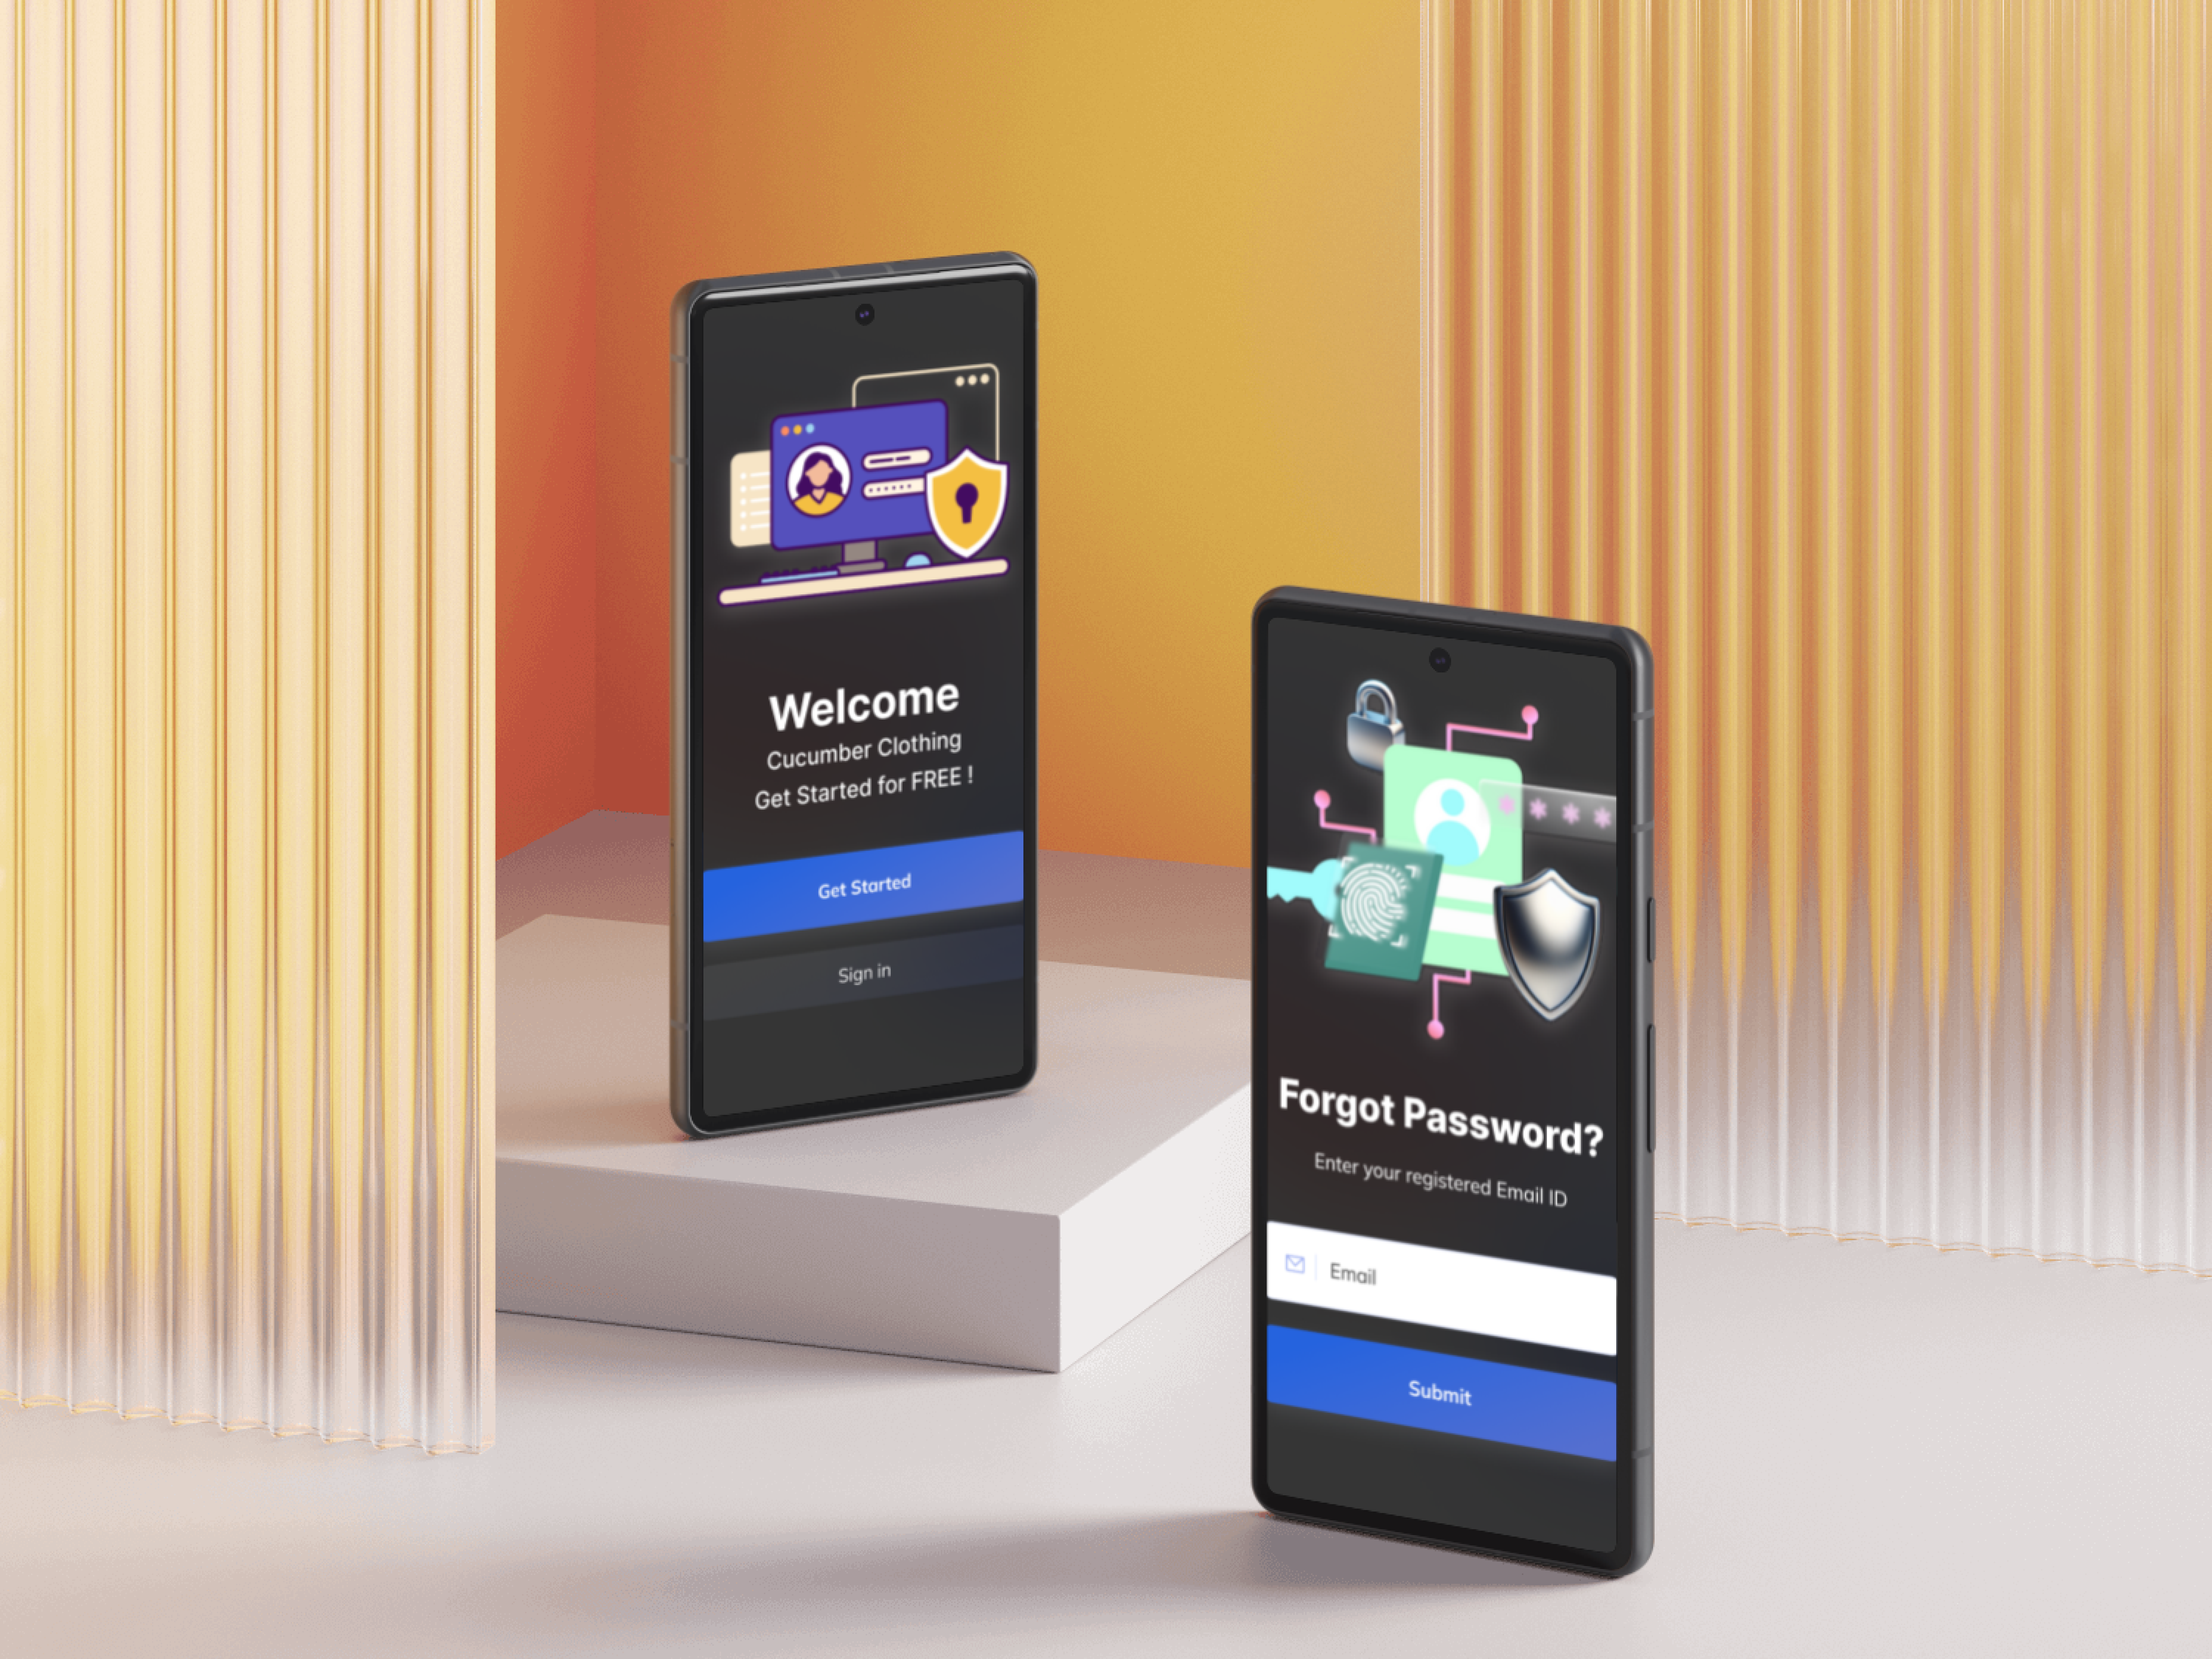 Welcome
Cucumber Clothing
Get Started for FREE !
Get Started
Sign in
Forgot Password?
Enter your registered Email ID
Email
Submit